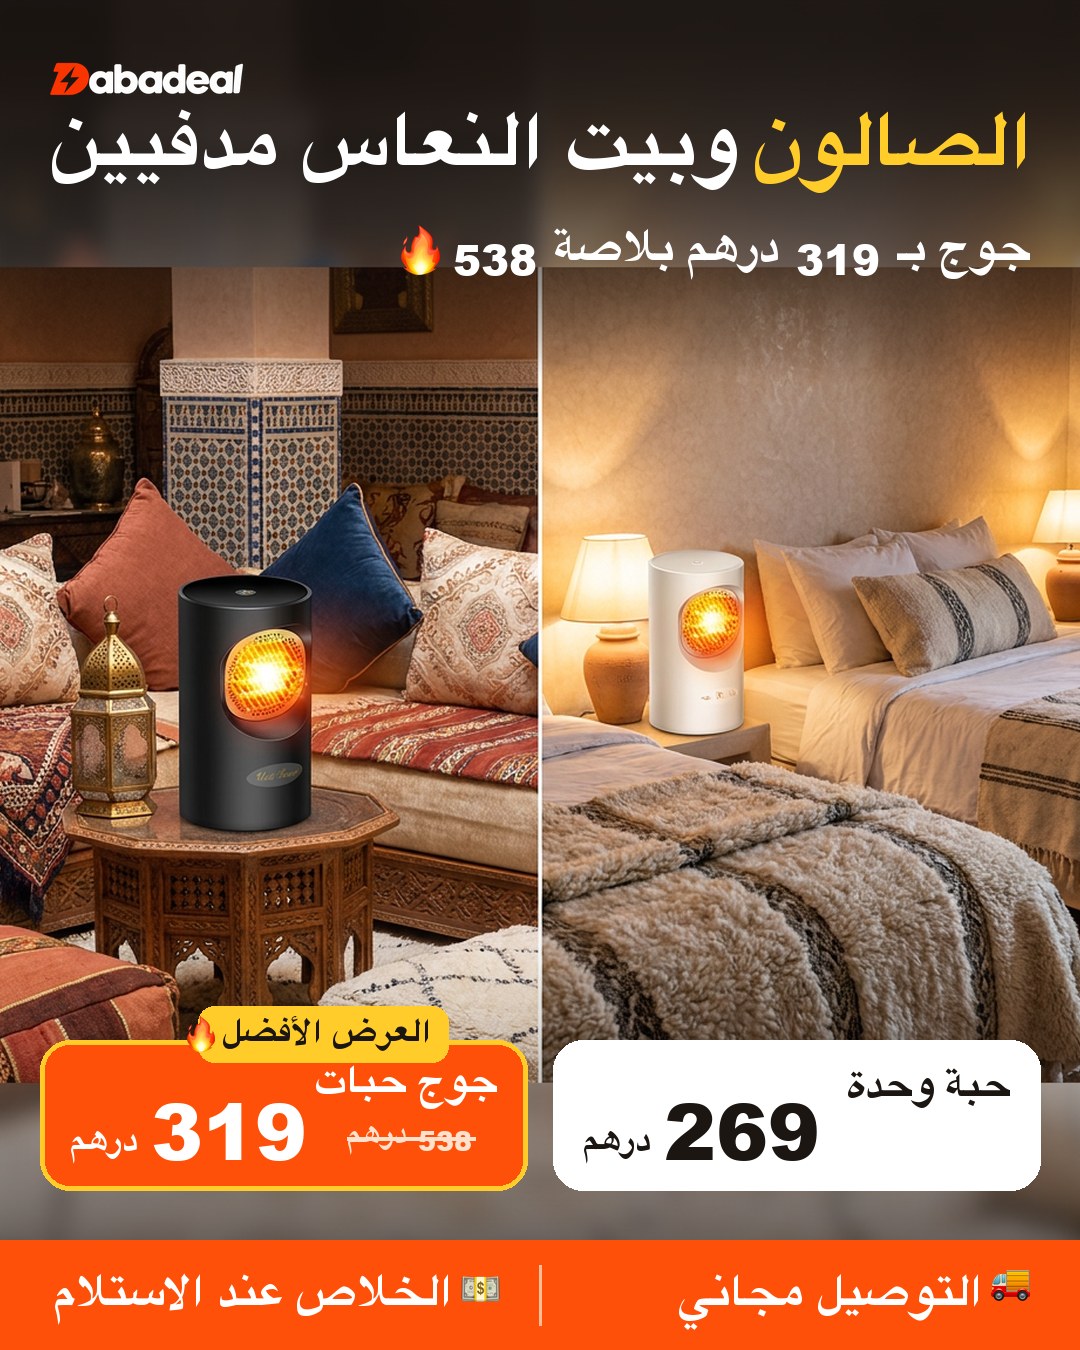 Dabadeal
الصالون وبيت النعاس مدفيين
جوج بـ 319 درهم بلاصة 538
العرض الأفضل
جوج حبات
538 درهم
319 درهم
حبة وحدة
269 درهم
التوصيل مجاني
الخلاص عند الاستلام